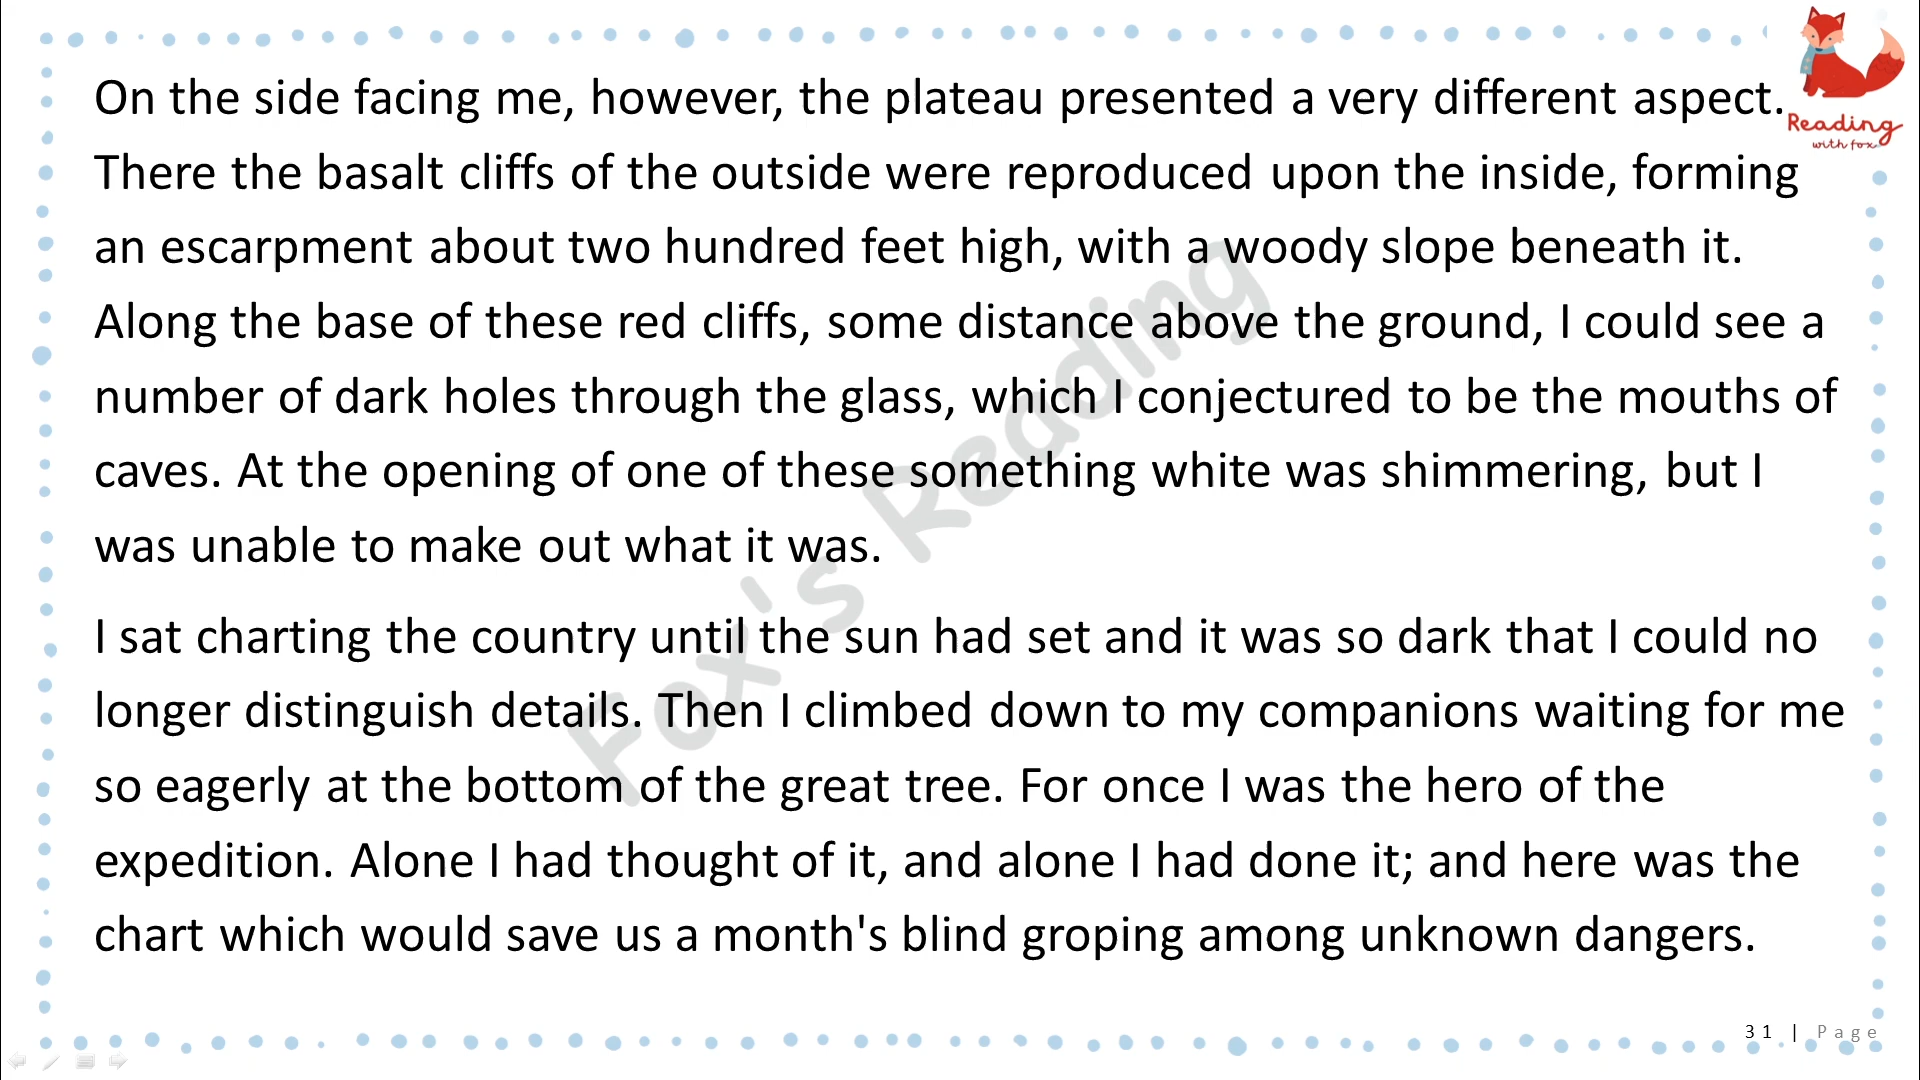 On the side facing me, however, the plateau presented a very different aspect.
There the basalt cliffs of the outside were reproduced upon the inside, forming
an escarpment about two hundred feet high, with a woody slope beneath it.
Along the base of these red cliffs, some distance above the ground, I could see a
number of dark holes through the glass, which I conjectured to be the mouths of
caves. At the opening of one of these something white was shimmering, but I
was unable to make out what it was.
I sat charting the country until the sun had set and it was so dark that I could no
longer distinguish details. Then I climbed down to my companions waiting for me
so eagerly at the bottom of the great tree. For once I was the hero of the
expedition. Alone I had thought of it, and alone I had done it; and here was the
chart which would save us a month's blind groping among unknown dangers.
Reading
with fox
Fox's Reading
31 | Page